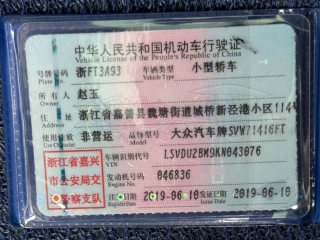 中华人民共和国机动车行驶证
Vehicle License of the People's Republic of China
号牌号码 浙FT3A93 车辆类型 小型轿车
Plate No. Vehicle Type
所有人 赵玉
Owner
住址 浙江省嘉善县魏塘街道城桥新泾港小区114
Address
使用性质 非营运 品牌型号 大众汽车牌SVW71416FT
Use Character Model
浙江省嘉兴 车辆识别代号 LSVDU2BM9KN043076
VIN
市公安局交 发动机号码 046836
Engine No.
警察支队 注册日期 2019-06-10 发证日期 2019-06-10
Register Date Issue Date